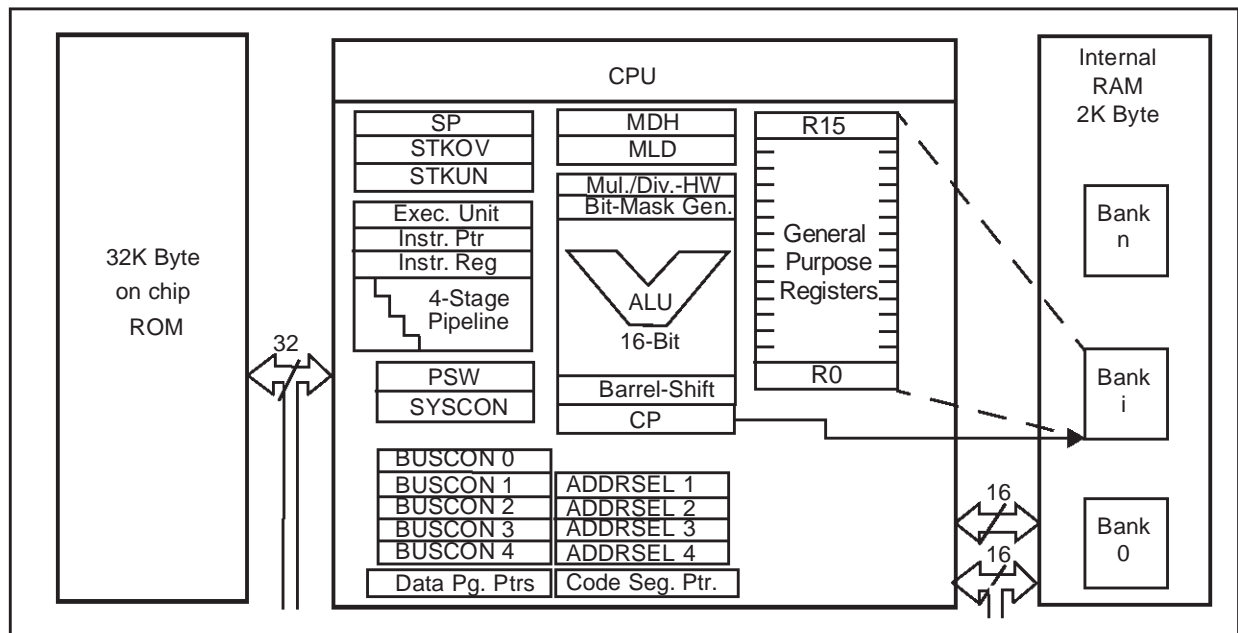 32K Byte
on chip
ROM
32
CPU
SP
STKOV
STKUN
Exec. Unit
Instr. Ptr
Instr. Reg
4-Stage
Pipeline
PSW
SYSCON
MDH
MLD
Mul./Div.-HW
Bit-Mask Gen.
ALU
16-Bit
Barrel-Shift
CP
R15
General
Purpose
Registers
R0
BUSCON 0
BUSCON 1
BUSCON 2
BUSCON 3
BUSCON 4
ADDRSEL 1
ADDRSEL 2
ADDRSEL 3
ADDRSEL 4
Data Pg. Ptrs
Code Seg. Ptr.
16
16
Internal
RAM
2K Byte
Bank
n
Bank
i
Bank
0